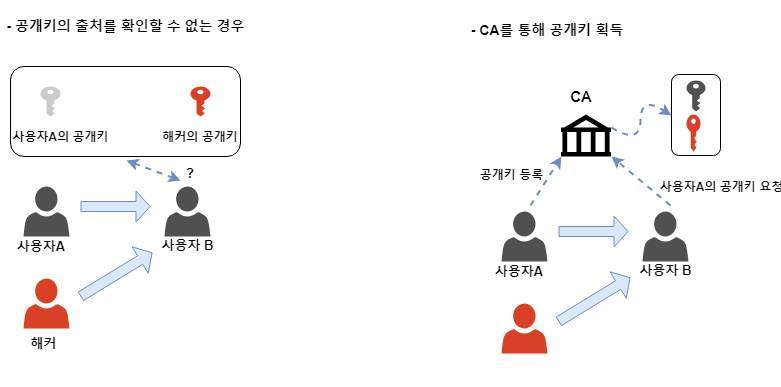 - 공개키의 출처를 확인할 수 없는 경우
사용자A의 공개키
해커의 공개키
?
사용자A
사용자 B
해커
- CA를 통해 공개키 획득
CA
공개키 등록
사용자A의 공개키 요청
사용자A
사용자 B